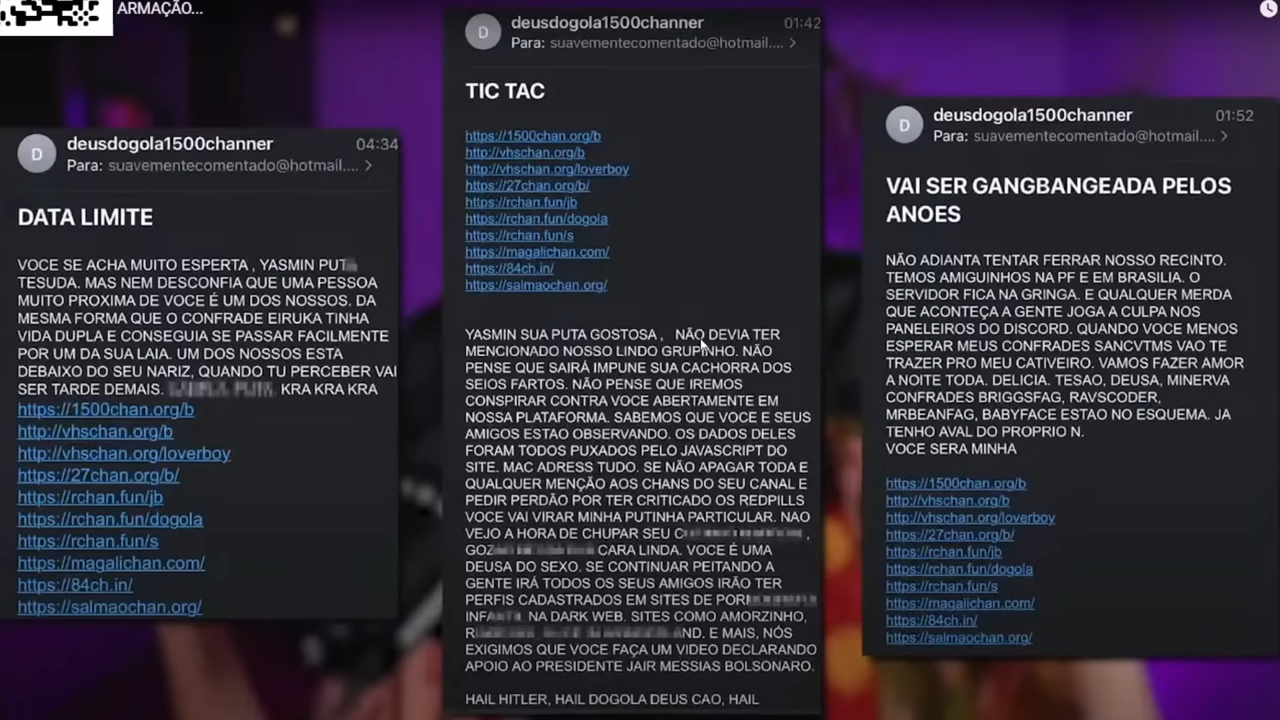 ARMAÇÃO...
D
deusdogola1500channer
04:34
Para: suavementecomentado@hotmail.... >
DATA LIMITE
VOCE SE ACHA MUITO ESPERTA , YASMIN
TESUDA. MAS NEM DESCONFIA QUE UMA PESSOA
MUITO PROXIMA DE VOCE É UM DOS NOSSOS. DA
MESMA FORMA QUE O CONFRADE EIRUKA TINHA
VIDA DUPLA E CONSEGUIA SE PASSAR FACILMENTE
POR UM DA SUA LAIA. UM DOS NOSSOS ESTA
DEBAIXO DO SEU NARIZ, QUANDO TU PERCEBER VAI
SER TARDE DEMAIS. KRA KRA KRA
https://1500chan.org/b
http://vhschan.org/b
http://vhschan.org/loverboy
https://27chan.org/b/
https://rchan.fun/jb
https://rchan.fun/dogola
https://rchan.fun/s
https://magalichan.com/
https://84ch.in/
https://salmaochan.org/
D
deusdogola1500channer
01:42
Para: suavementecomentado@hotmail.... >
TIC TAC
https://1500chan.org/b
http://vhschan.org/b
http://vhschan.org/loverboy
https://27chan.org/b/
https://rchan.fun/jb
https://rchan.fun/dogola
https://rchan.fun/s
https://magalichan.com/
https://84ch.in/
https://salmaochan.org/
YASMIN SUA PUTA GOSTOSA , NÃO DEVIA TER
MENCIONADO NOSSO LINDO GRUPINHO. NÃO
PENSE QUE SAIRÁ IMPUNE SUA CACHORRA DOS
SEIOS FARTOS. NÃO PENSE QUE IREMOS
CONSPIRAR CONTRA VOCE ABERTAMENTE EM
NOSSA PLATAFORMA. SABEMOS QUE VOCE E SEUS
AMIGOS ESTAO OBSERVANDO. OS DADOS DELES
FORAM TODOS PUXADOS PELO JAVASCRIPT DO
SITE. MAC ADRESS TUDO. SE NÃO APAGAR TODA E
QUALQUER MENÇÃO AOS CHANS DO SEU CANAL E
PEDIR PERDÃO POR TER CRITICADO OS REDPILLS
VOCE VAI VIRAR MINHA PUTINHA PARTICULAR. NAO
VEJO A HORA DE CHUPAR SEU ,
CARA LINDA. VOCE É UMA
DEUSA DO SEXO. SE CONTINUAR PEITANDO A
GENTE IRÁ TODOS OS SEUS AMIGOS IRÃO TER
PERFIS CADASTRADOS EM SITES DE
NA DARK WEB. SITES COMO AMORZINHO,
E MAIS, NÓS
EXIGIMOS QUE VOCE FAÇA UM VIDEO DECLARANDO
APOIO AO PRESIDENTE JAIR MESSIAS BOLSONARO.
HAIL HITLER, HAIL DOGOLA DEUS CAO, HAIL
D
deusdogola1500channer
01:52
Para: suavementecomentado@hotmail.... >
VAI SER GANGBANGEADA PELOS
ANOES
NÃO ADIANTA TENTAR FERRAR NOSSO RECINTO.
TEMOS AMIGUINHOS NA PF E EM BRASILIA. O
SERVIDOR FICA NA GRINGA. E QUALQUER MERDA
QUE ACONTEÇA A GENTE JOGA A CULPA NOS
PANELEIROS DO DISCORD. QUANDO VOCE MENOS
ESPERAR MEUS CONFRADES SANCVTMS VAO TE
TRAZER PRO MEU CATIVEIRO. VAMOS FAZER AMOR
A NOITE TODA. DELICIA. TESAO, DEUSA, MINERVA
CONFRADES BRIGGSFAG, RAVSCODER,
MRBEANFAG, BABYFACE ESTAO NO ESQUEMA. JA
TENHO AVAL DO PROPRIO N.
VOCE SERA MINHA
https://1500chan.org/b
http://vhschan.org/b
http://vhschan.org/loverboy
https://27chan.org/b/
https://rchan.fun/jb
https://rchan.fun/dogola
https://rchan.fun/s
https://magalichan.com/
https://84ch.in/
https://salmaochan.org/